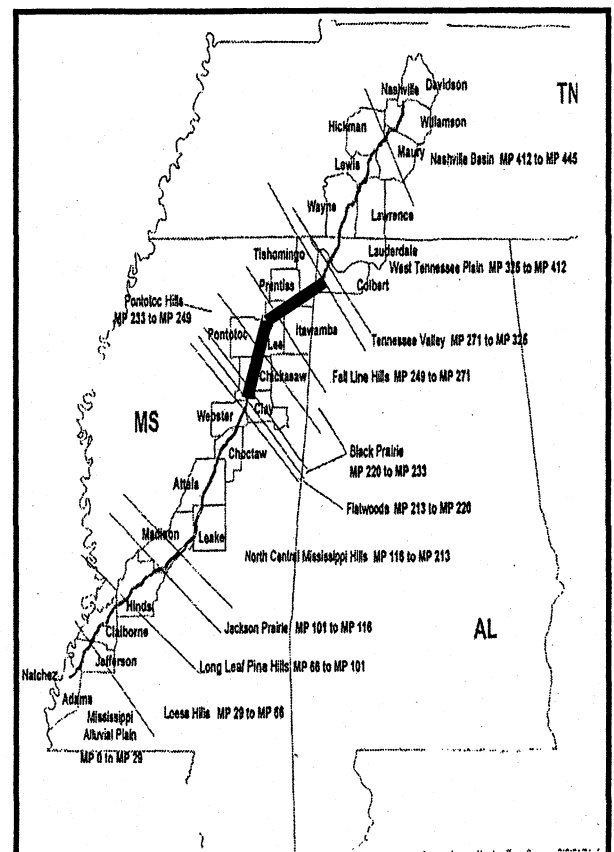 Nashville
Davidson
TN
Hickman
Williamson
Maury
Lewis
Nashville Basin MP 412 to MP 445
Wayne
Lawrence
Lauderdale
Tishomingo
West Tennessee Plain MP 326 to MP 412
Prentiss
Colbert
Pontotoc Hills
MP 233 to MP 249
Itawamba
Pontotoc
Lee
Tennessee Valley MP 271 to MP 326
Chickasaw
Fall Line Hills MP 249 to MP 271
Webster
Clay
MS
Choctaw
Black Prairie
MP 220 to MP 233
Attala
Flatwoods MP 213 to MP 220
Madison
Leake
North Central Mississippi Hills MP 116 to MP 213
Hinds
Jackson Prairie MP 101 to MP 116
AL
Claiborne
Jefferson
Long Leaf Pine Hills MP 66 to MP 101
Natchez
Adams
Loess Hills MP 29 to MP 66
Mississippi
Alluvial Plain
MP 0 to MP 29